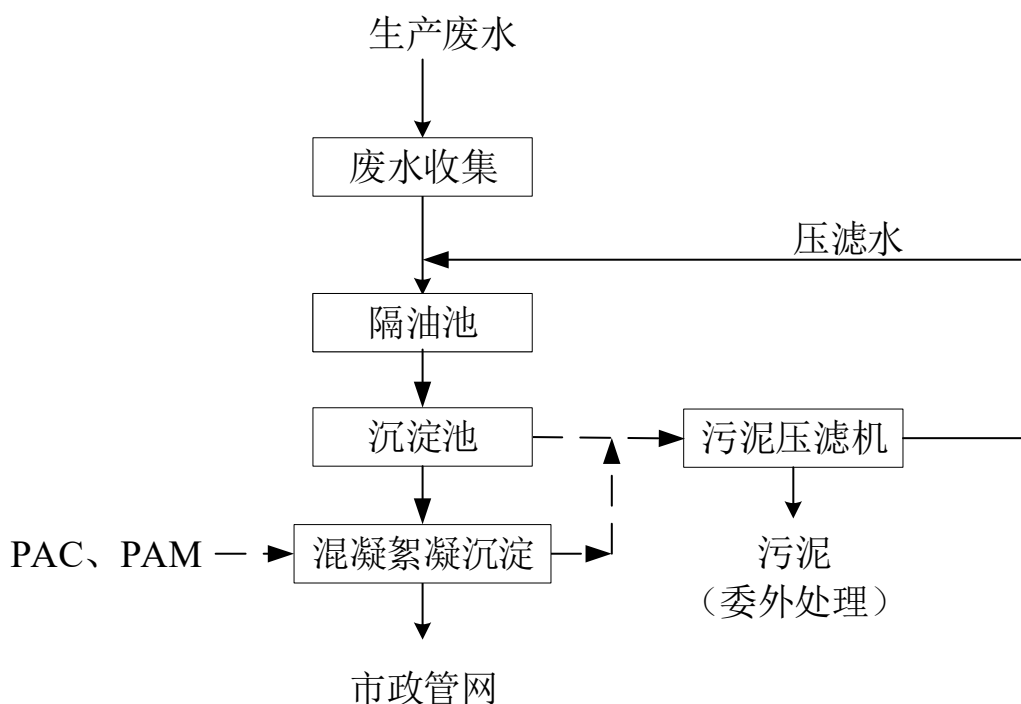 生产废水
废水收集
压滤水
隔油池
沉淀池
污泥压滤机
PAC、PAM
混凝絮凝沉淀
污泥
（委外处理）
市政管网